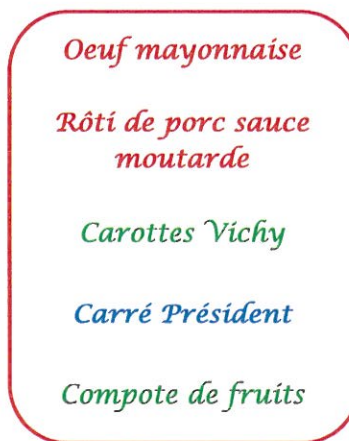 Oeuf mayonnaise
Rôti de porc sauce
moutarde
Carottes Vichy
Carré Président
Compote de fruits